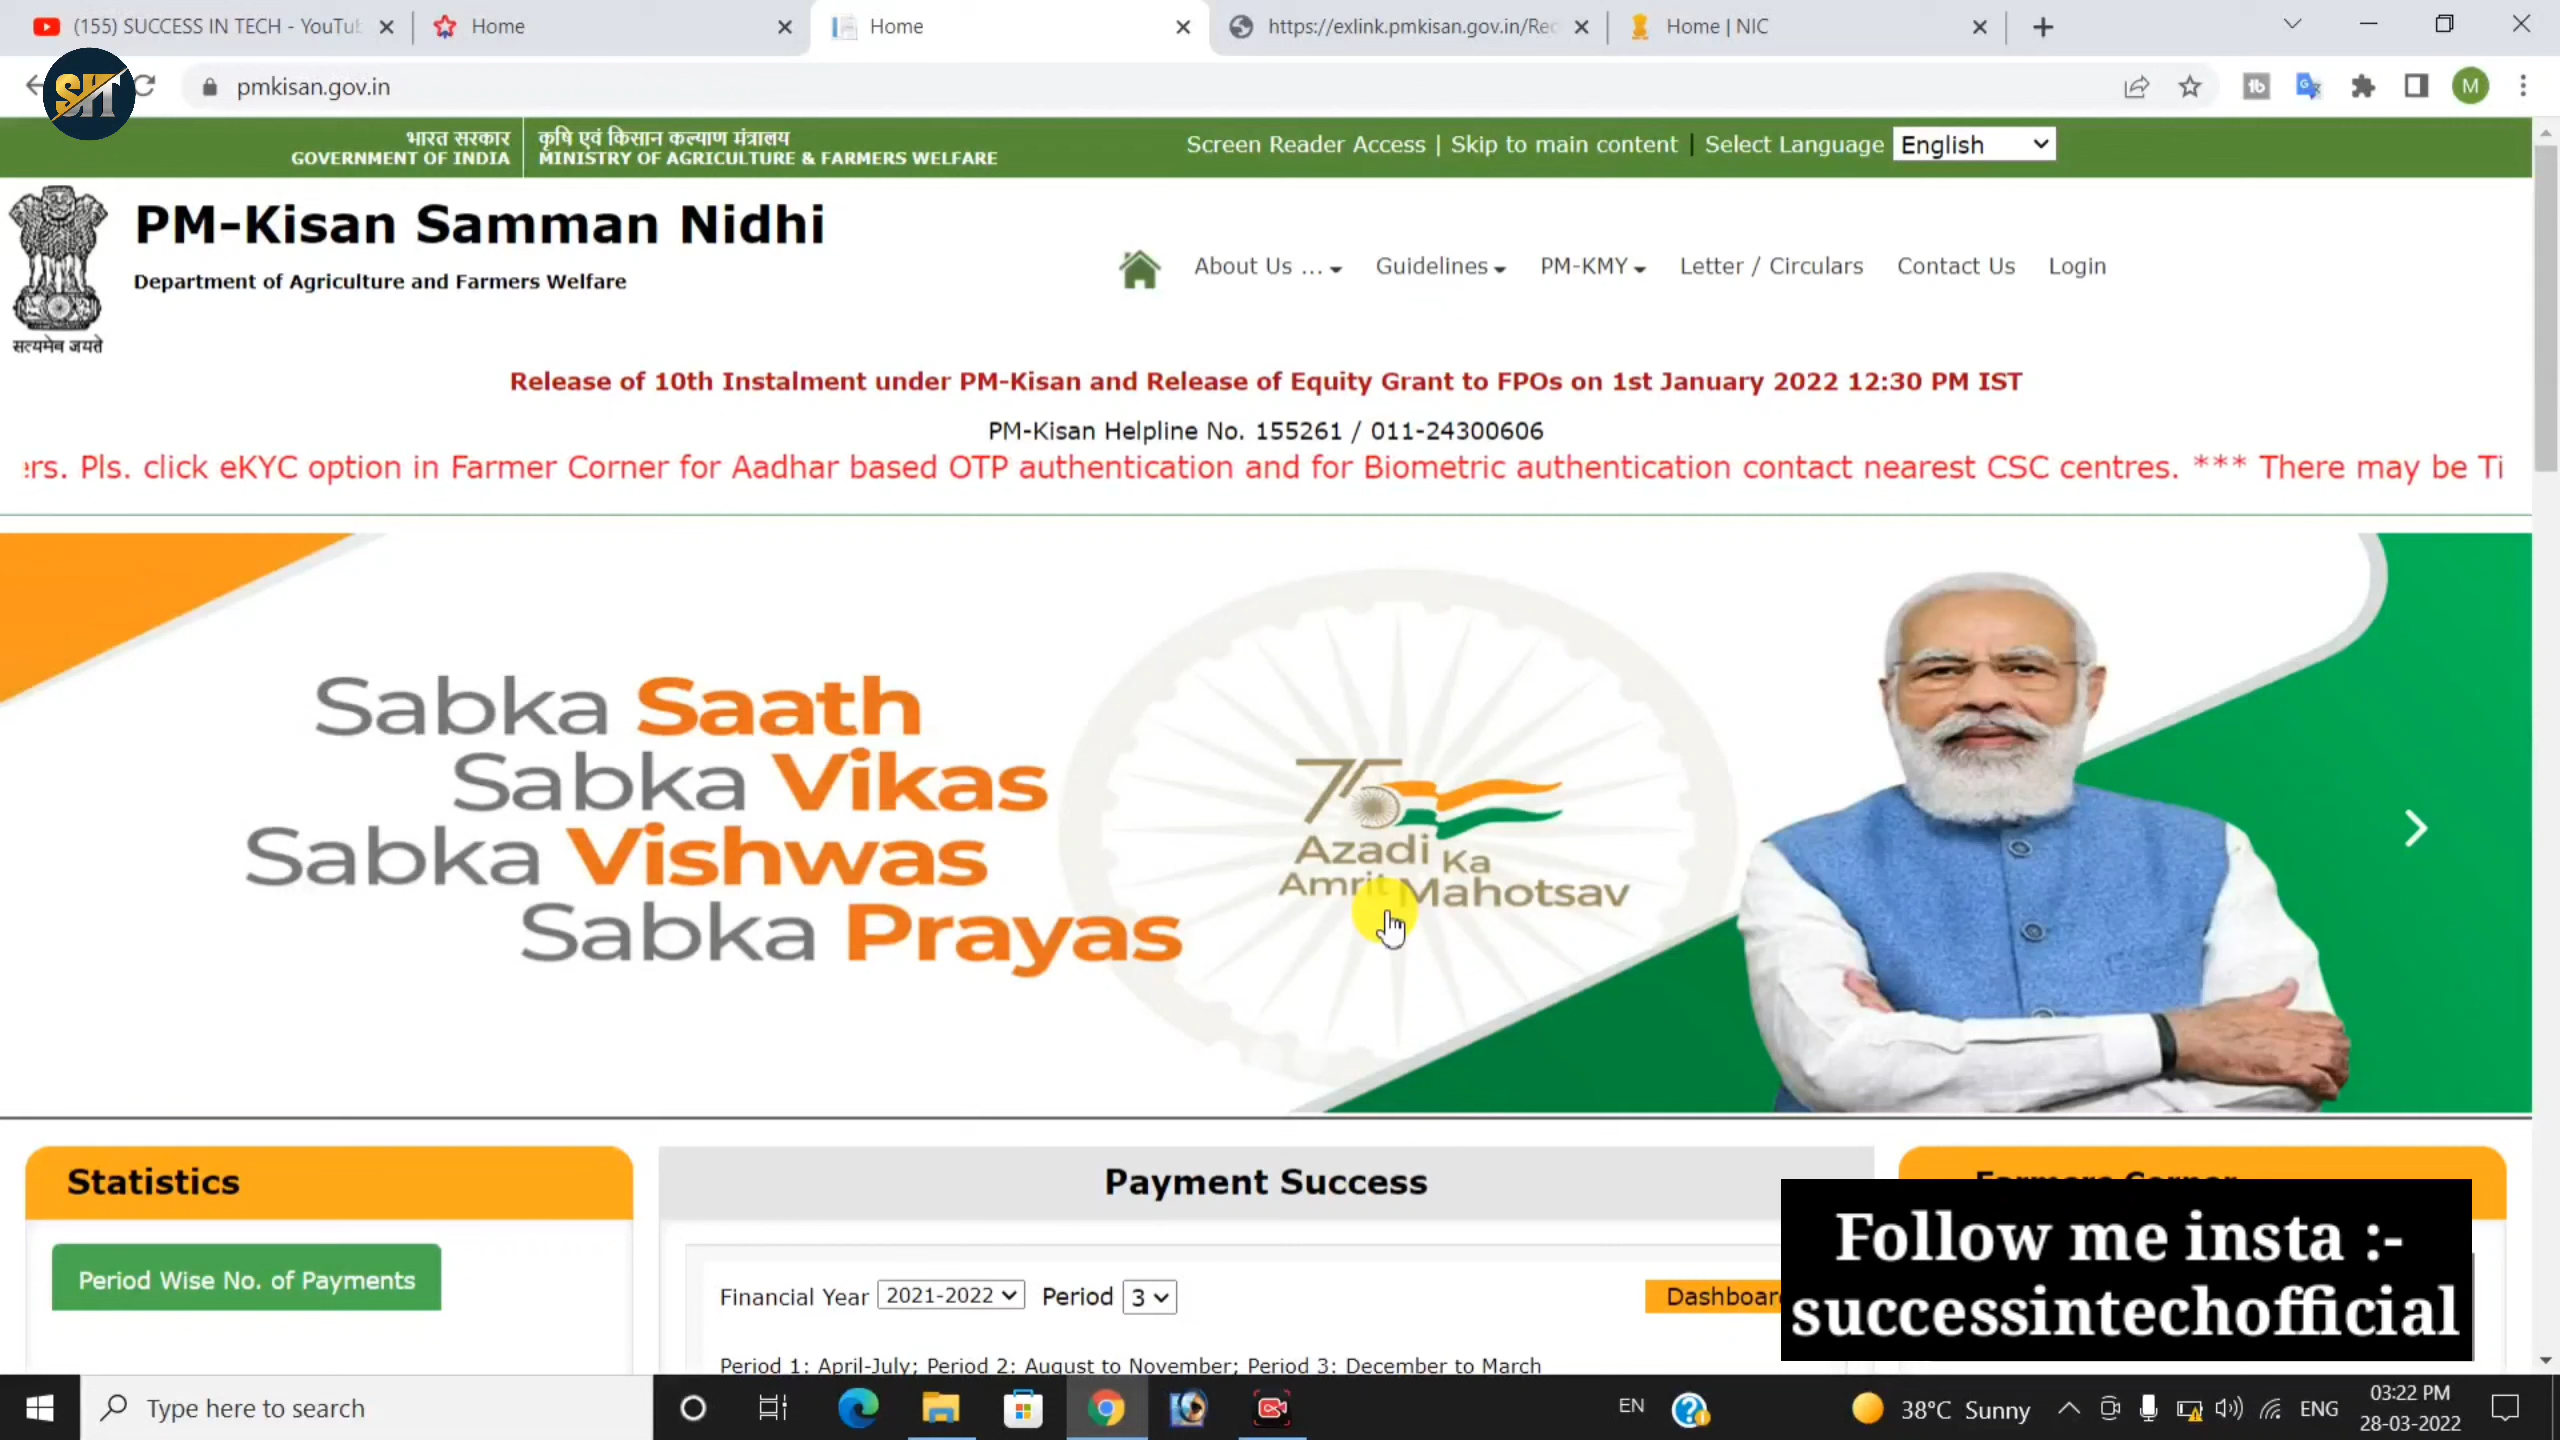 (155) SUCCESS IN TECH - YouTub
Home
Home
https://exlink.pmkisan.gov.in/Rec
Home | NIC
SIT
pmkisan.gov.in
M
भारत सरकार
GOVERNMENT OF INDIA
कृषि एवं किसान कल्याण मंत्रालय
MINISTRY OF AGRICULTURE & FARMERS WELFARE
Screen Reader Access | Skip to main content | Select Language English
PM-Kisan Samman Nidhi
Department of Agriculture and Farmers Welfare
सत्यमेव जयते
About Us ... Guidelines PM-KMY Letter / Circulars Contact Us Login
Release of 10th Instalment under PM-Kisan and Release of Equity Grant to FPOs on 1st January 2022 12:30 PM IST
PM-Kisan Helpline No. 155261 / 011-24300606
ers. Pls. click eKYC option in Farmer Corner for Aadhar based OTP authentication and for Biometric authentication contact nearest CSC centres. *** There may be Ti
Sabka Saath
Sabka Vikas
Sabka Vishwas
Sabka Prayas
75
Azadi Ka
Amrit Mahotsav
Statistics
Period Wise No. of Payments
Payment Success
Financial Year 2021-2022 Period 3
Dashboar
Period 1: April-July; Period 2: August to November; Period 3: December to March
Farmers Corner
Follow me insta :-
successintechofficial
Type here to search
EN
38°C Sunny
ENG
03:22 PM
28-03-2022